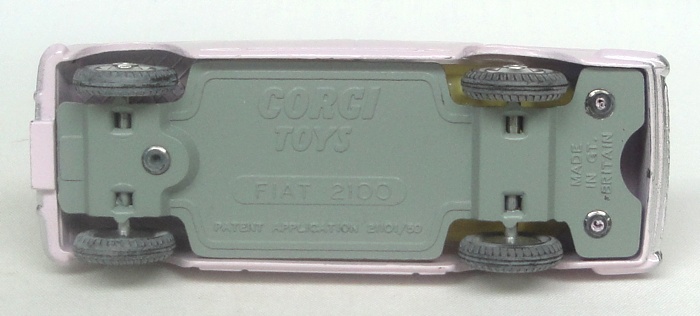 CORGI
TOYS
FIAT 2100
PATENT APPLICATION 21101/60
MADE
IN GT.
BRITAIN